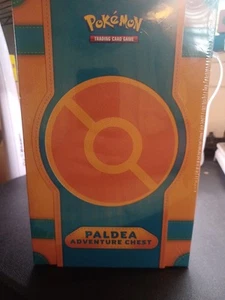 POKéMON
TRADING CARD GAME
PALDEA
ADVENTURE CHEST